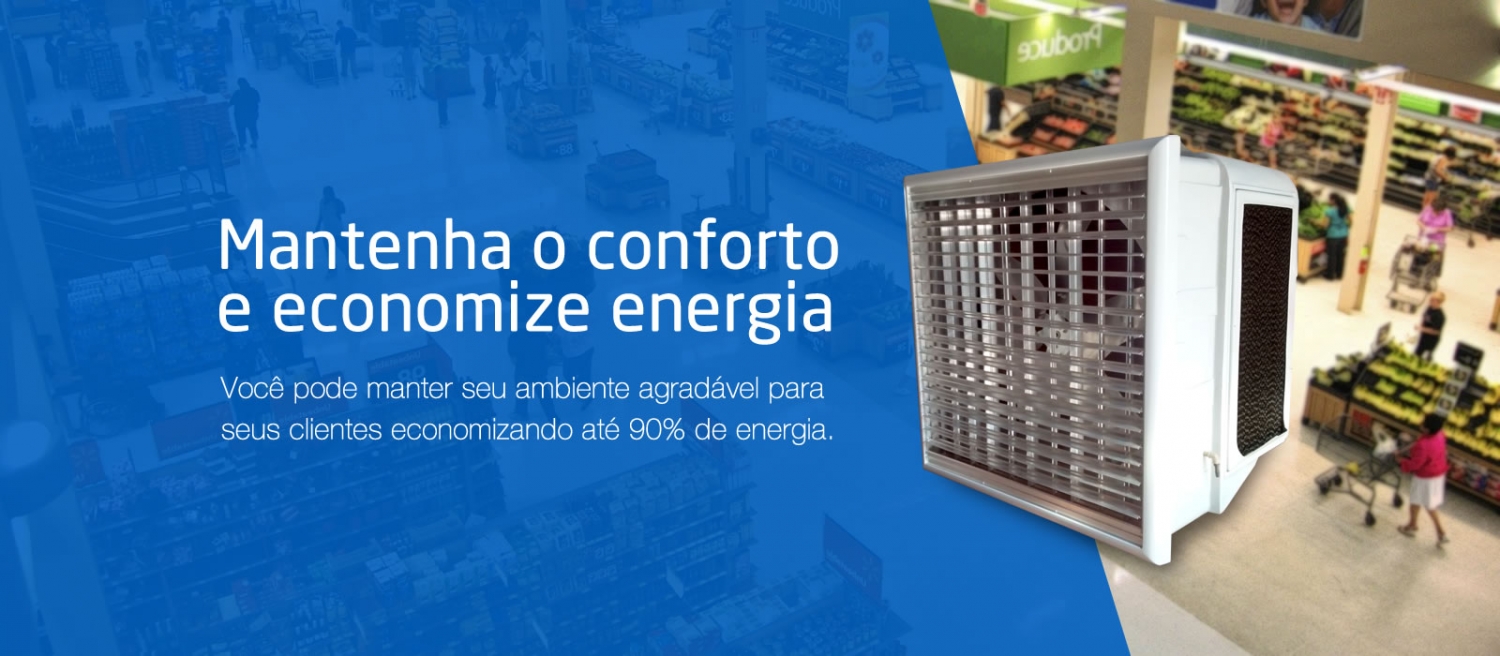 Produce
Mantenha o conforto
e economize energia
Você pode manter seu ambiente agradável para
seus clientes economizando até 90% de energia.